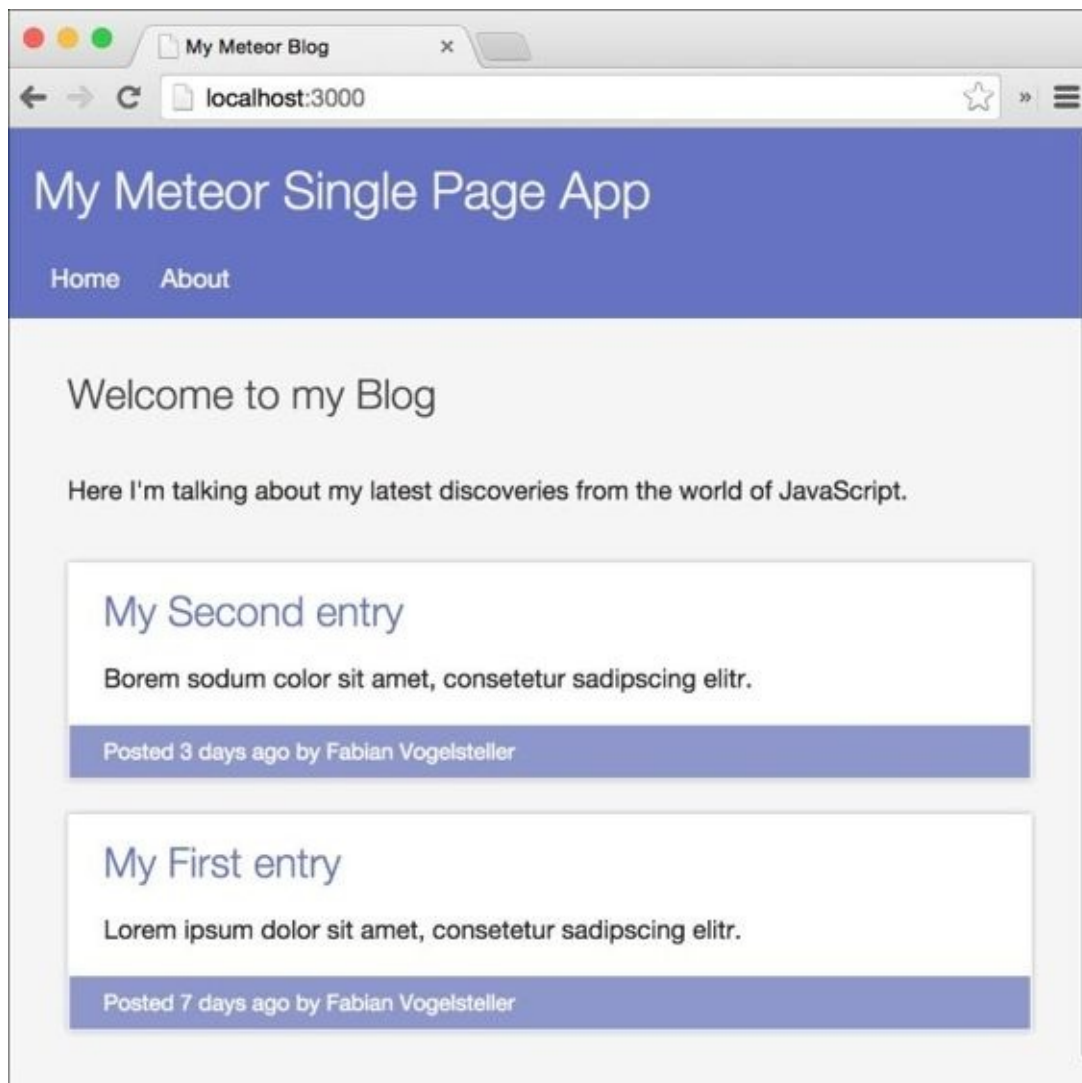 My Meteor Blog
localhost:3000
My Meteor Single Page App
Home About
Welcome to my Blog
Here I'm talking about my latest discoveries from the world of JavaScript.
My Second entry
Borem sodum color sit amet, consetetur sadipscing elitr.
Posted 3 days ago by Fabian Vogelsteller
My First entry
Lorem ipsum dolor sit amet, consetetur sadipscing elitr.
Posted 7 days ago by Fabian Vogelsteller